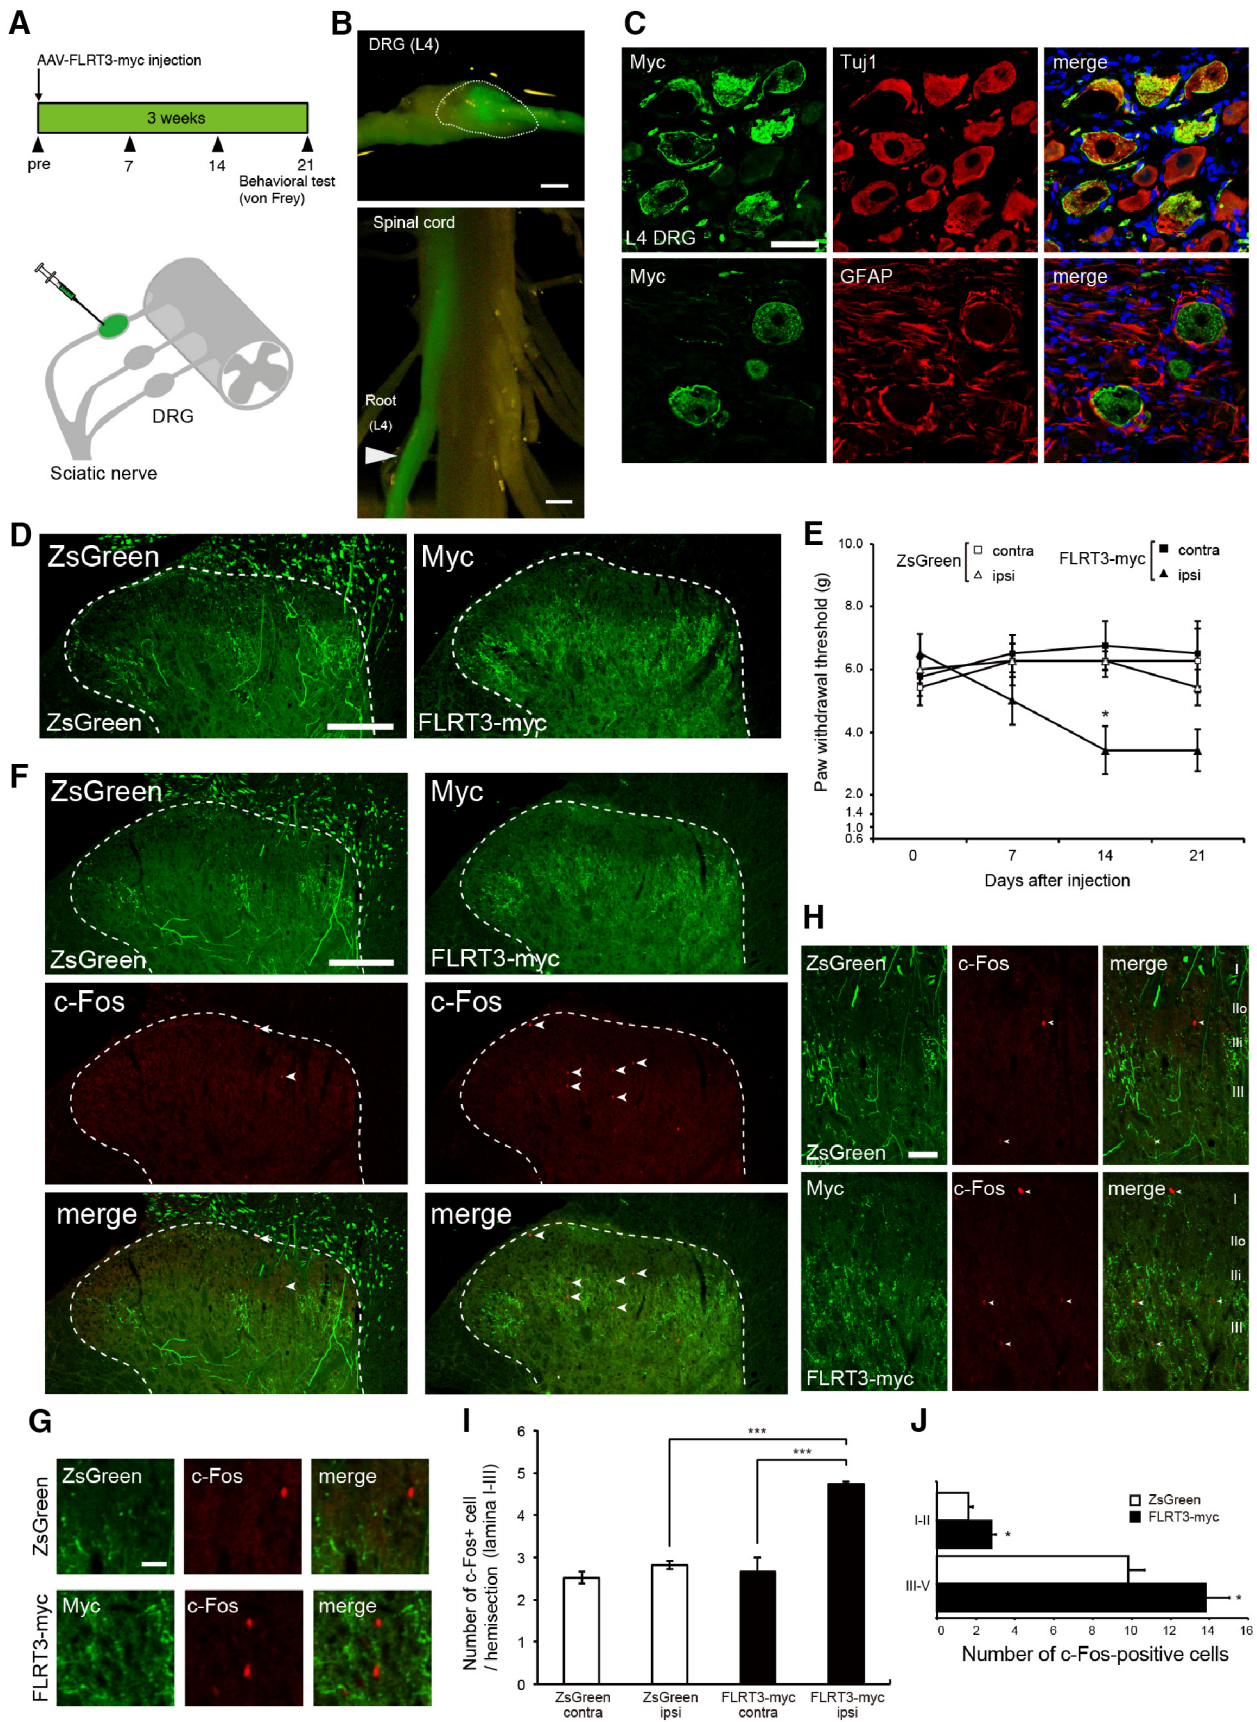 A
AAV-FLRT3-myc injection
3 weeks
pre
7
14
21
Behavioral test
(von Frey)
DRG
Sciatic nerve
B
DRG (L4)
Spinal cord
Root
(L4)
C
Myc
Tuj1
merge
L4 DRG
Myc
GFAP
merge
D
ZsGreen
Myc
ZsGreen
FLRT3-myc
E
10.0
8.0
6.0
4.0
2.0
1.4
1.0
0.6
Paw withdrawal threshold (g)
ZsGreen
contra
ipsi
FLRT3-myc
contra
ipsi
*
0
7
14
21
Days after injection
F
ZsGreen
Myc
ZsGreen
FLRT3-myc
c-Fos
c-Fos
merge
merge
G
ZsGreen
ZsGreen
c-Fos
merge
FLRT3-myc
Myc
c-Fos
merge
H
ZsGreen
c-Fos
merge
I
IIo
IIi
III
ZsGreen
Myc
c-Fos
merge
I
IIo
IIi
III
FLRT3-myc
I
Number of c-Fos+ cell
/ hemisection (lamina I-III)
6
5
4
3
2
1
0
***
***
ZsGreen
contra
ZsGreen
ipsi
FLRT3-myc
contra
FLRT3-myc
ipsi
J
ZsGreen
FLRT3-myc
I-II
*
III-V
*
0 2 4 6 8 10 12 14 16
Number of c-Fos-positive cells